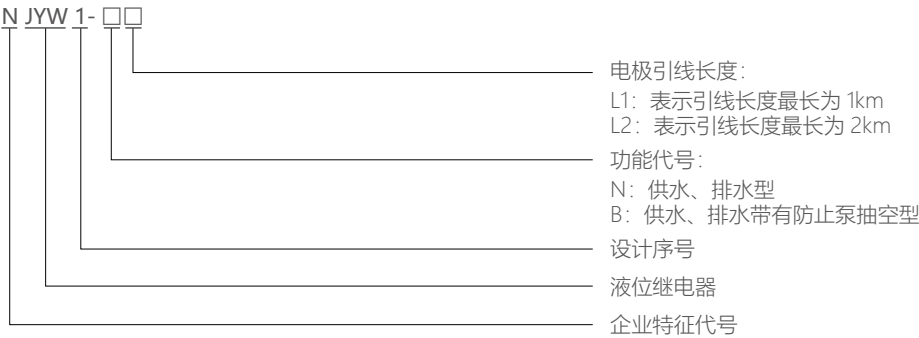 N JYW 1- □□
电极引线长度：
L1：表示引线长度最长为 1km
L2：表示引线长度最长为 2km
功能代号：
N：供水、排水型
B：供水、排水带有防止泵抽空型
设计序号
液位继电器
企业特征代号